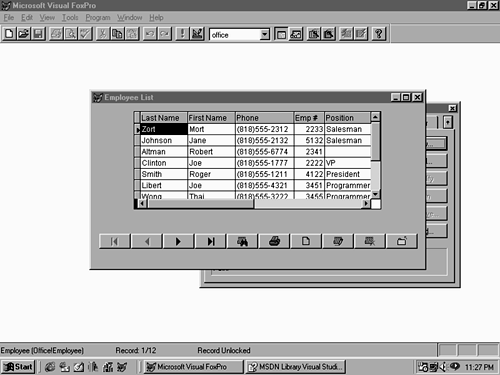 Microsoft Visual FoxPro
File Edit View Tools Program Window Help
office
Employee List
Last Name First Name Phone Emp # Position
Zort Mort (818)555-2312 2233 Salesman
Johnson Jane (818)555-2132 5132 Salesman
Altman Robert (818)555-6774 2341
Clinton Joe (818)555-1777 2222 VP
Smith Roger (818)555-1211 4122 President
Libert Joe (818)555-4321 3451 Programmer
Wong Thai (818)555-3222 3455 Programmer
Employee (Office!Employee) Record: 1/12 Record Unlocked
Start Microsoft Visual FoxPro MSDN Library Visual Studi... 11:27 PM